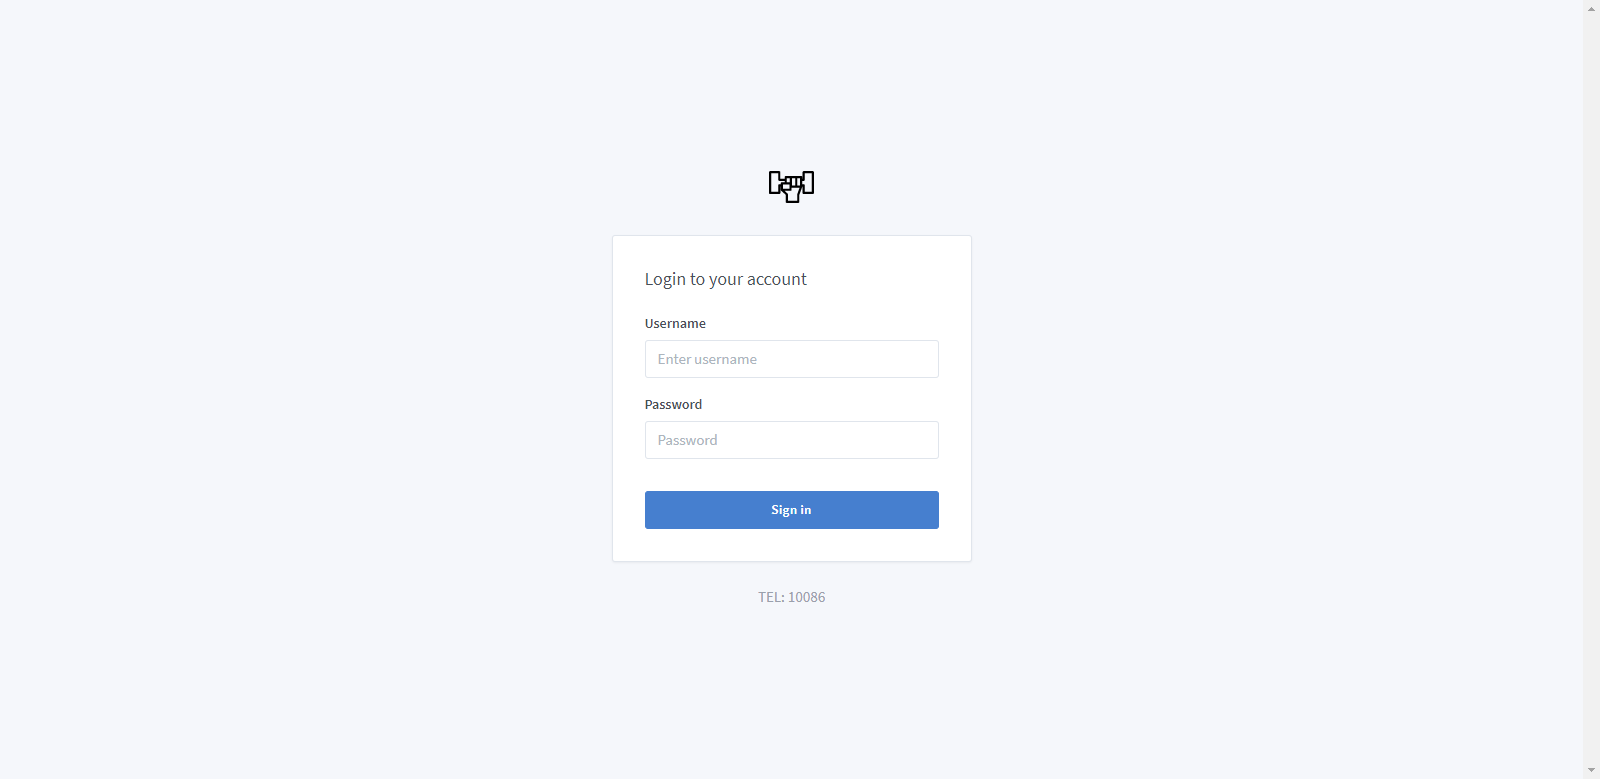 Login to your account
Username
Enter username
Password
Password
Sign in
TEL: 10086